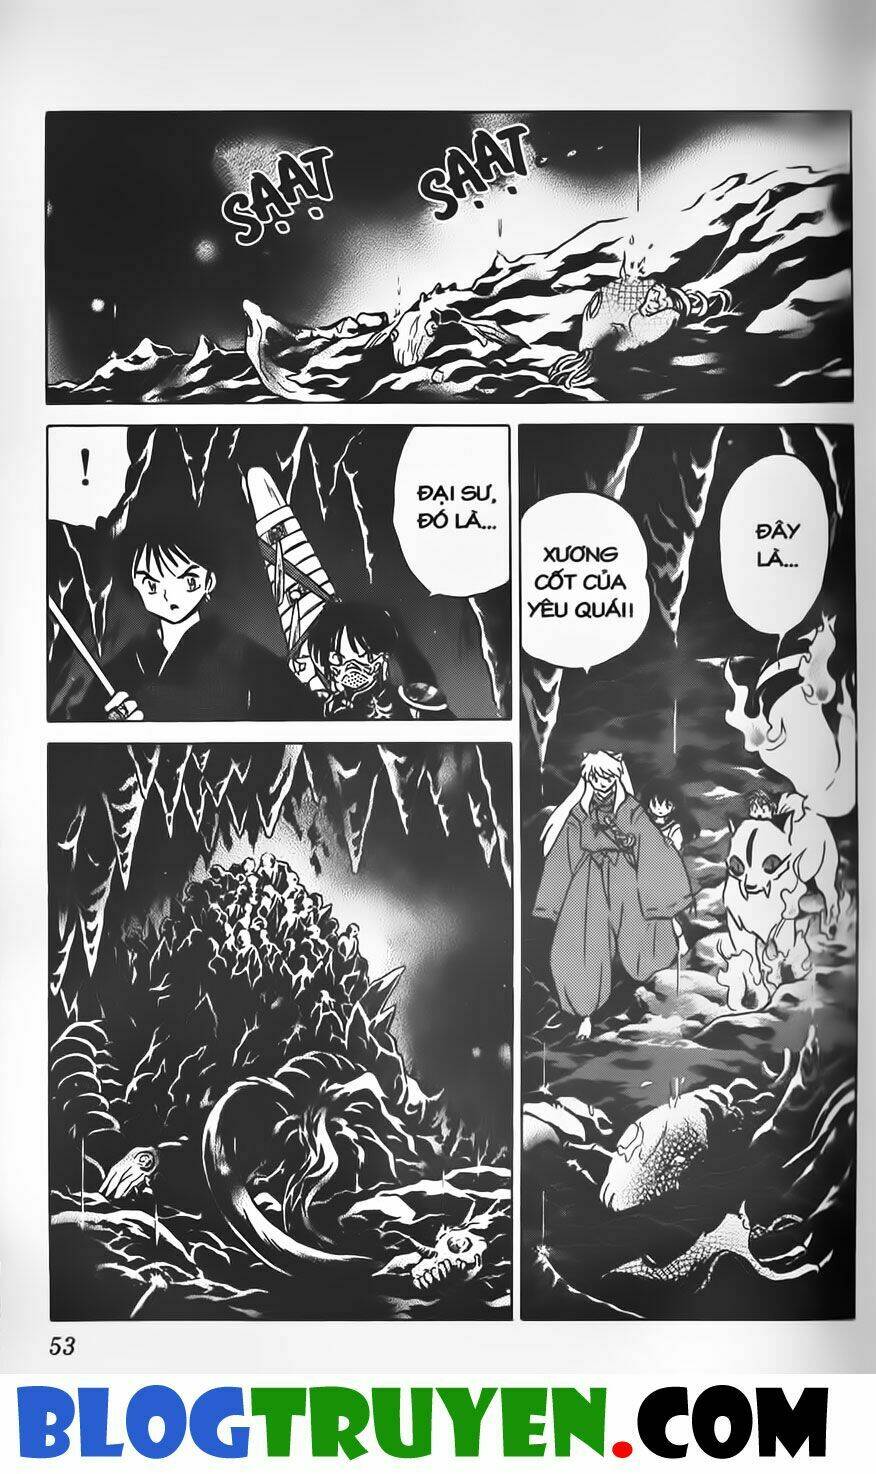 SẠẠT
SẠẠT
ĐÂY
LÀ...
XƯƠNG
CỐT CỦA
YÊU QUÁI!
ĐẠI SƯ,
ĐÓ LÀ...
!
53
BLOGTRUYEN.COM